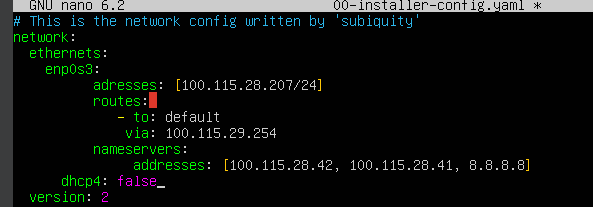 GNU nano 6.2 00-installer-config.yaml *
# This is the network config written by 'subiquity'
network:
  ethernets:
    enp0s3:
          adresses: [100.115.28.207/24]
          routes:
             - to: default
              via: 100.115.29.254
          nameservers:
               addresses: [100.115.28.42, 100.115.28.41, 8.8.8.8]
      dhcp4: false_
  version: 2